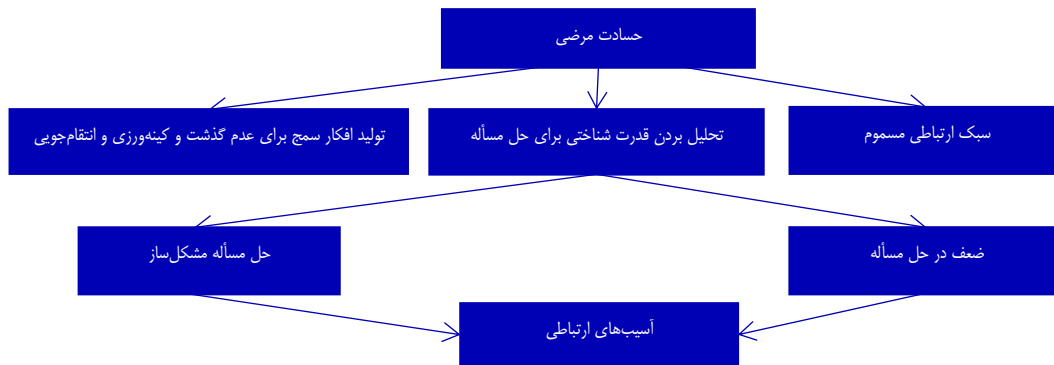 حسادت مرضی
سبک ارتباطی مسموم
تحلیل بردن قدرت شناختی برای حل مسأله
تولید افکار سمج برای عدم گذشت و کینه‌ورزی و انتقام‌جویی
ضعف در حل مسأله
حل مسأله مشکل‌ساز
آسیب‌های ارتباطی